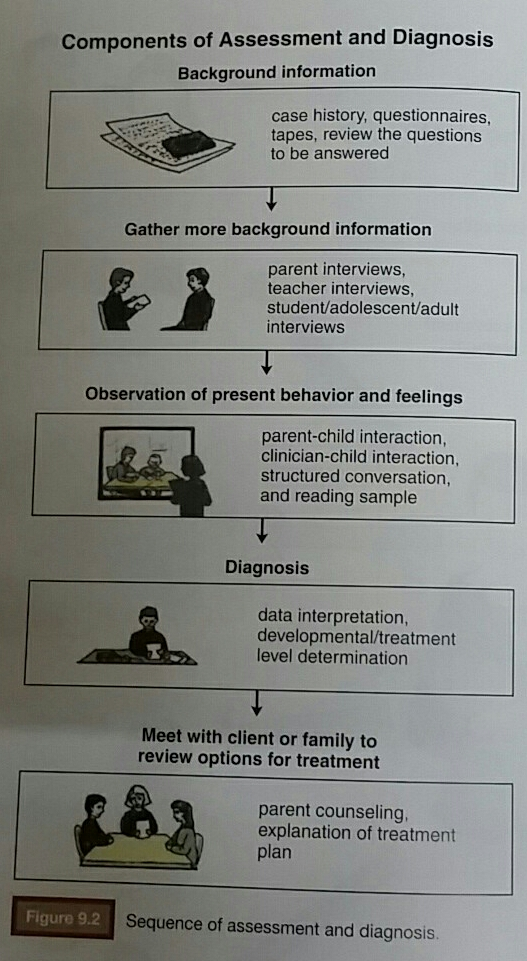 Components of Assessment and Diagnosis
Background information
case history, questionnaires,
tapes, review the questions
to be answered
Gather more background information
parent interviews,
teacher interviews,
student/adolescent/adult
interviews
Observation of present behavior and feelings
parent-child interaction,
clinician-child interaction,
structured conversation,
and reading sample
Diagnosis
data interpretation,
developmental/treatment
level determination
Meet with client or family to
review options for treatment
parent counseling,
explanation of treatment
plan
Figure 9.2 Sequence of assessment and diagnosis.